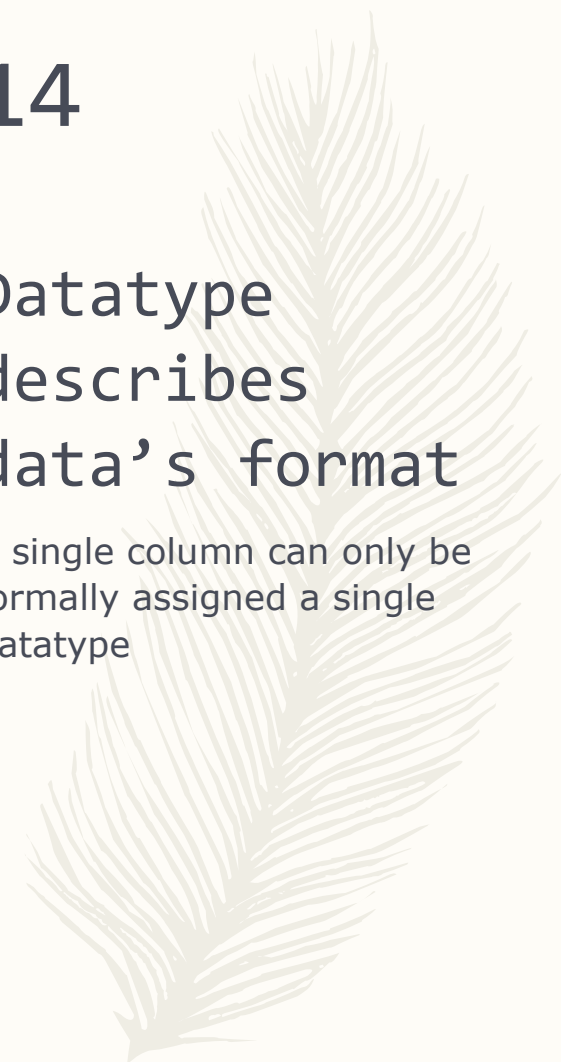 14
Datatype
describes
data’s format
single column can only be
ormally assigned a single
atatype